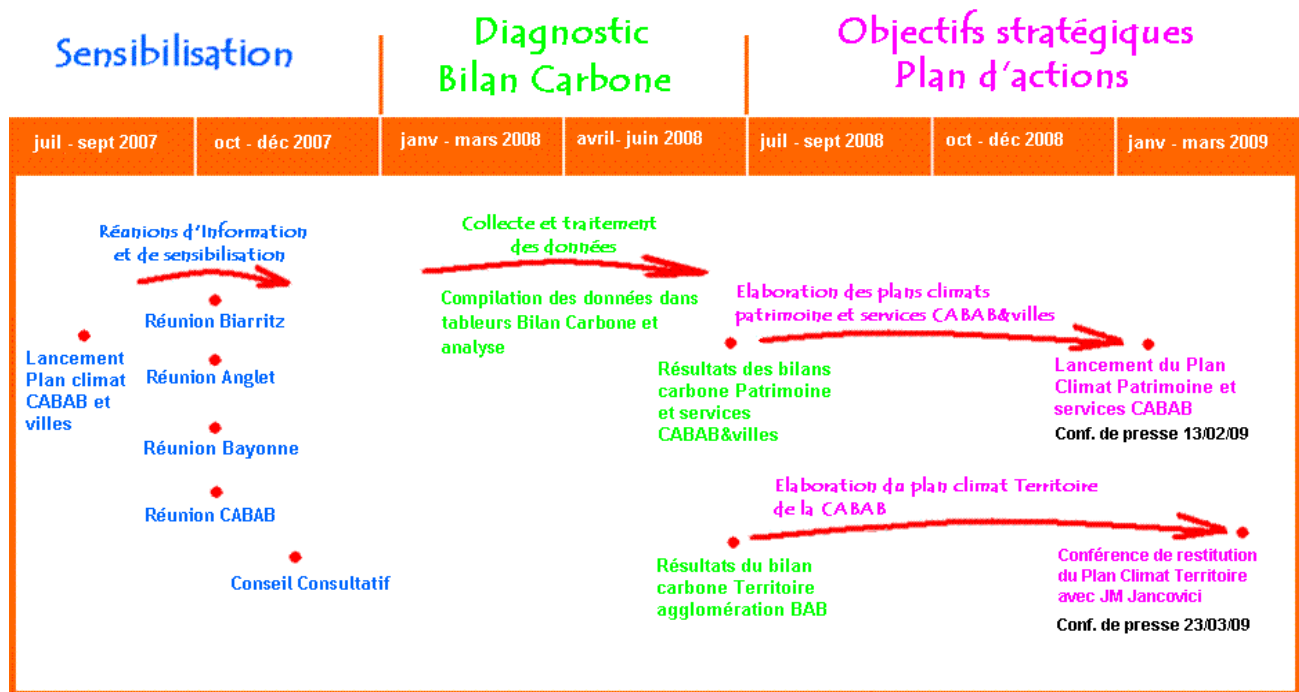 Sensibilisation
Diagnostic
Bilan Carbone
Objectifs stratégiques
Plan d'actions
juil - sept 2007
oct - déc 2007
janv - mars 2008
avril- juin 2008
juil - sept 2008
oct - déc 2008
janv - mars 2009
Réunions d'Information
et de sensibilisation
Réunion Biarritz
Lancement
Plan climat
CABAB et
villes
Réunion Anglet
Réunion Bayonne
Réunion CABAB
Conseil Consultatif
Collecte et traitement
des données
Compilation des données dans
tableurs Bilan Carbone et
analyse
Elaboration des plans climats
patrimoine et services CABAB&villes
Résultats des bilans
carbone Patrimoine
et services
CABAB&villes
Lancement du Plan
Climat Patrimoine et
services CABAB
Conf. de presse 13/02/09
Elaboration du plan climat Territoire
de la CABAB
Résultats du bilan
carbone Territoire
agglomération BAB
Conférence de restitution
du Plan Climat Territoire
avec JM Jancovici
Conf. de presse 23/03/09